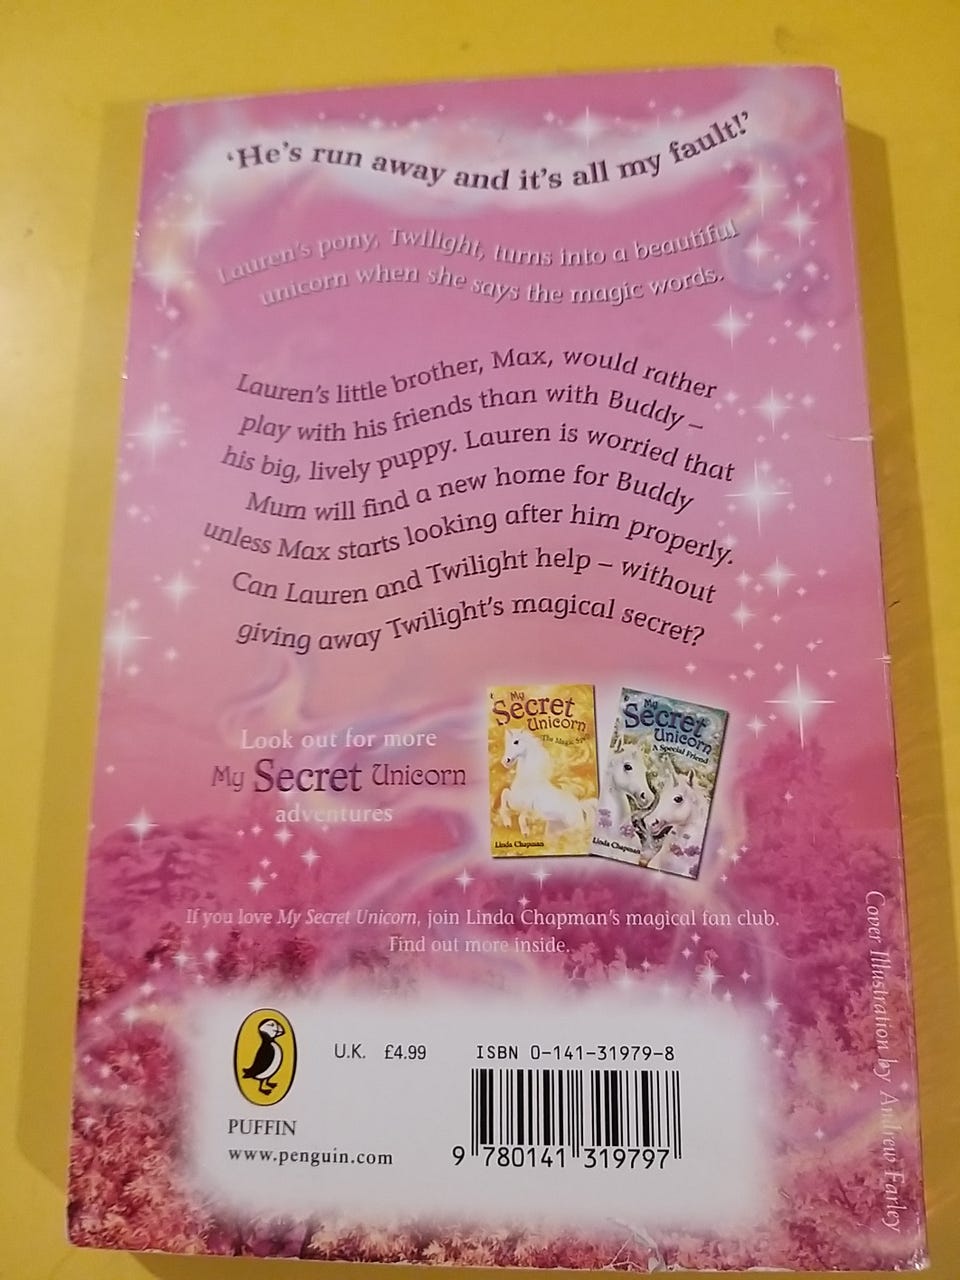 'He's run away and it's all my fault!'
Lauren's pony, Twilight, turns into a beautiful
unicorn when she says the magic words.
Lauren's little brother, Max, would rather
play with his friends than with Buddy –
his big, lively puppy. Lauren is worried that
Mum will find a new home for Buddy
unless Max starts looking after him properly.
Can Lauren and Twilight help – without
giving away Twilight's magical secret?
Look out for more
My Secret Unicorn
adventures
My
Secret
Unicorn
The Magic
Linda Chapman
My
Secret
Unicorn
A Special Friend
Linda Chapman
If you love My Secret Unicorn, join Linda Chapman's magical fan club.
Find out more inside.
Cover Illustration by Andrew Farley
PUFFIN
www.penguin.com
U.K. £4.99
ISBN 0-141-31979-8
9 780141 319797